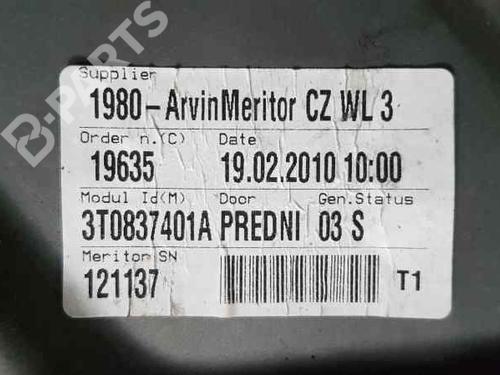 Supplier
1980-ArvinMeritor CZ WL 3
Order n.(C) Date
19635 19.02.2010 10:00
Modul Id(M) Door Gen.Status
3T0837401A PREDNI 03 S
Meritor SN
121137 T1
B-PARTS